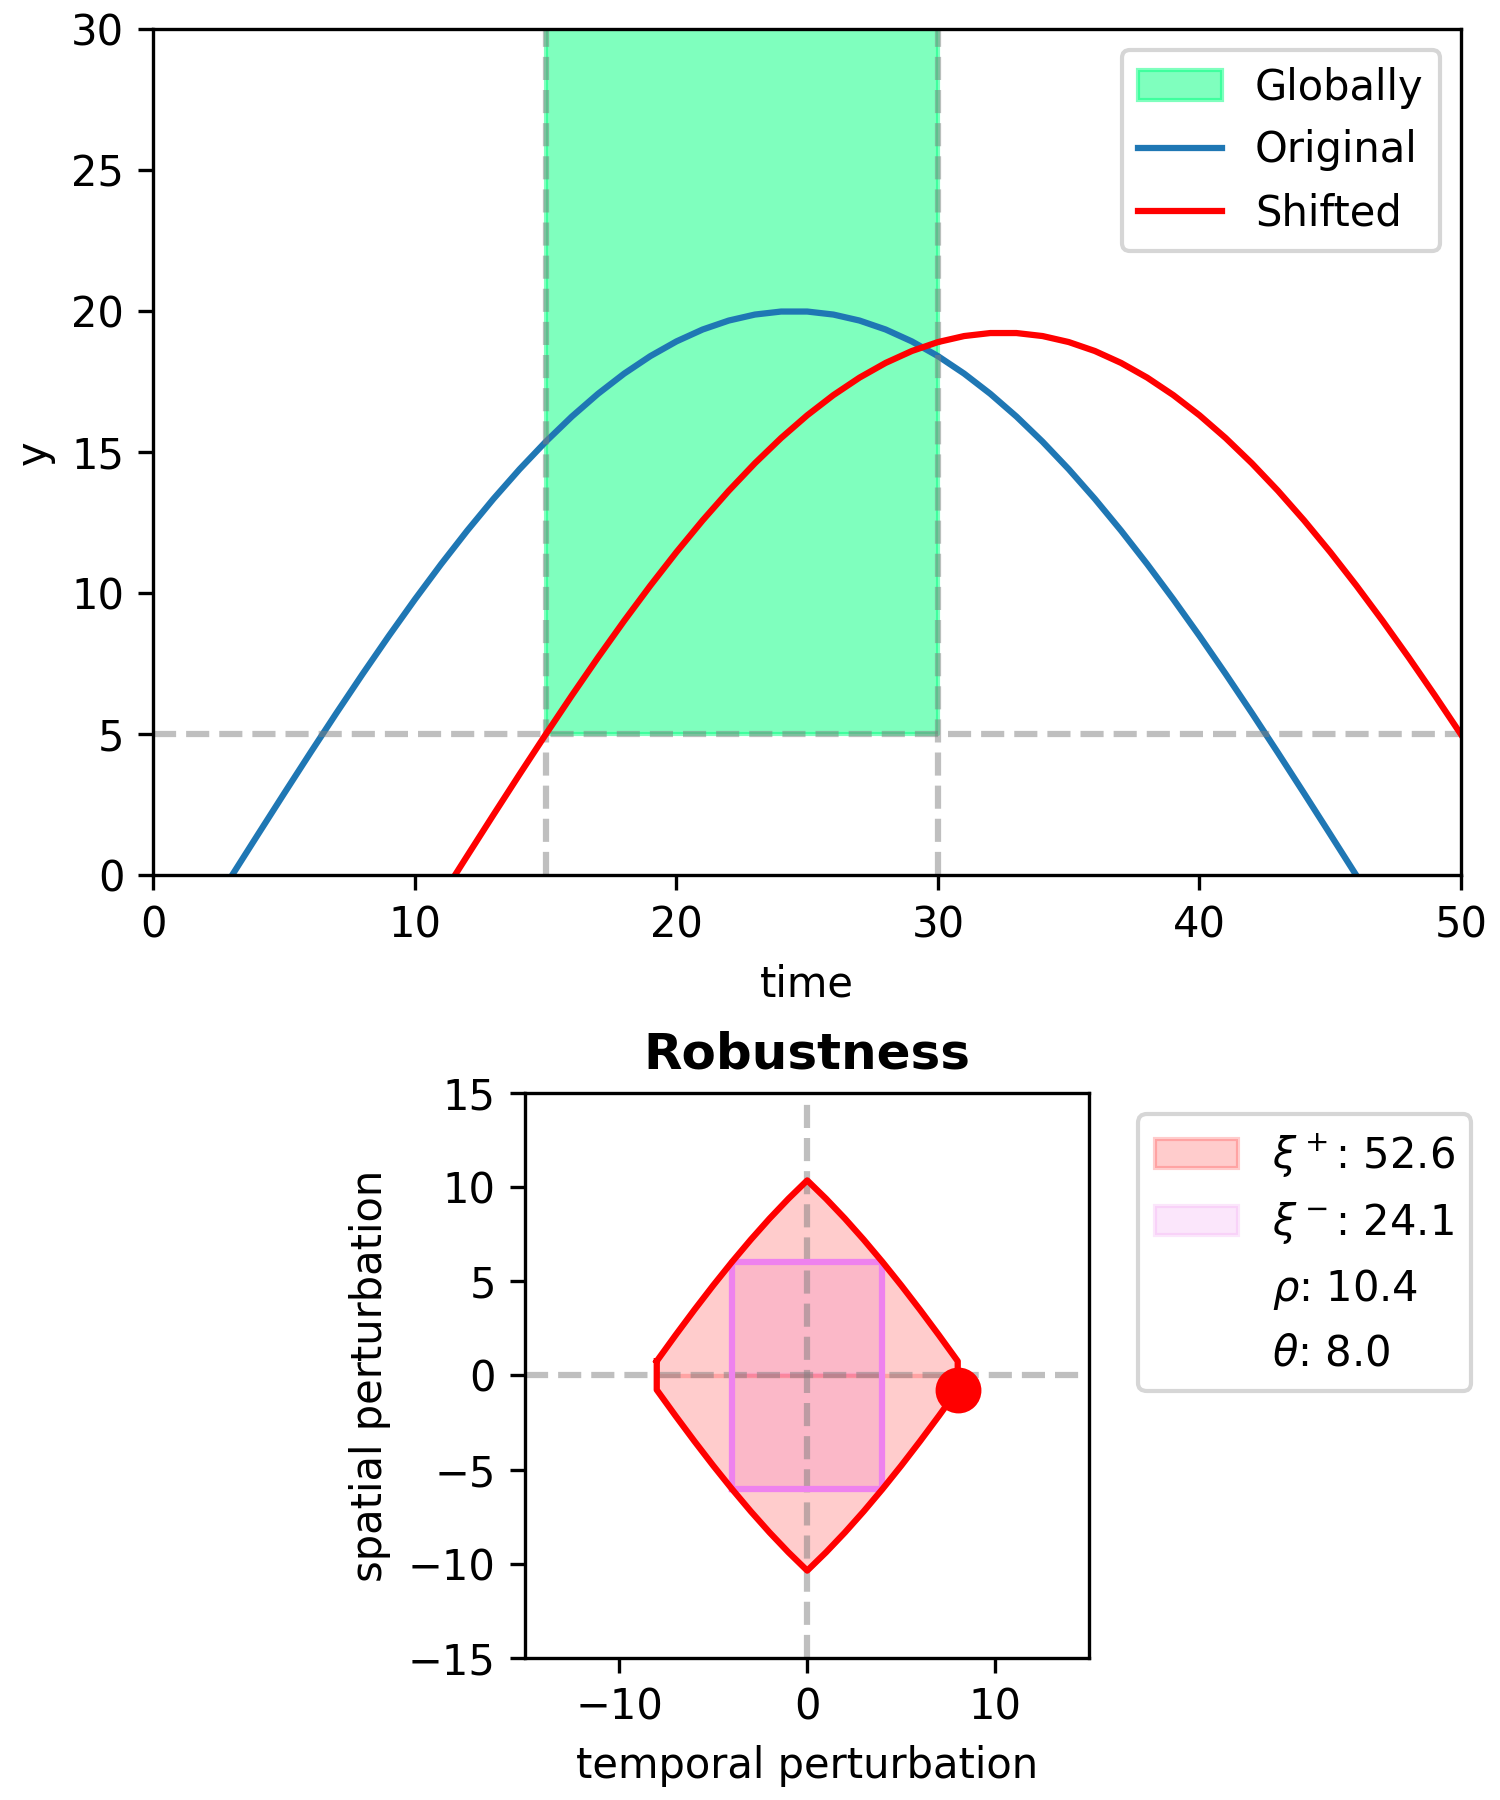 30
25
20
15
10
5
0
y
0 10 20 30 40 50
time
Globally
Original
Shifted
Robustness
15
10
5
0
−5
−10
−15
spatial perturbation
−10 0 10
temporal perturbation
ξ⁺: 52.6
ξ⁻: 24.1
ρ: 10.4
θ: 8.0